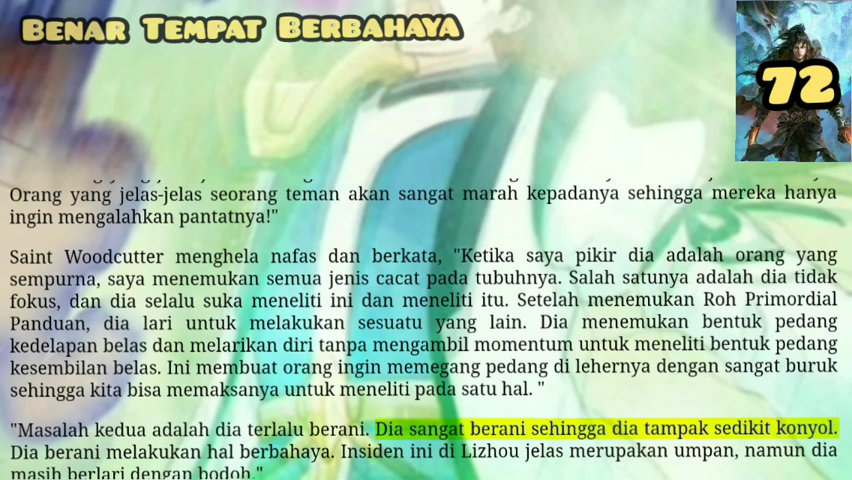 Benar Tempat Berbahaya
72
Orang yang jelas-jelas seorang teman akan sangat marah kepadanya sehingga mereka hanya
ingin mengalahkan pantatnya!"
Saint Woodcutter menghela nafas dan berkata, "Ketika saya pikir dia adalah orang yang
sempurna, saya menemukan semua jenis cacat pada tubuhnya. Salah satunya adalah dia tidak
fokus, dan dia selalu suka meneliti ini dan meneliti itu. Setelah menemukan Roh Primordial
Panduan, dia lari untuk melakukan sesuatu yang lain. Dia menemukan bentuk pedang
kedelapan belas dan melarikan diri tanpa mengambil momentum untuk meneliti bentuk pedang
kesembilan belas. Ini membuat orang ingin memegang pedang di lehernya dengan sangat buruk
sehingga kita bisa memaksanya untuk meneliti pada satu hal. "
"Masalah kedua adalah dia terlalu berani. Dia sangat berani sehingga dia tampak sedikit konyol.
Dia berani melakukan hal berbahaya. Insiden ini di Lizhou jelas merupakan umpan, namun dia
masih berlari dengan bodoh."